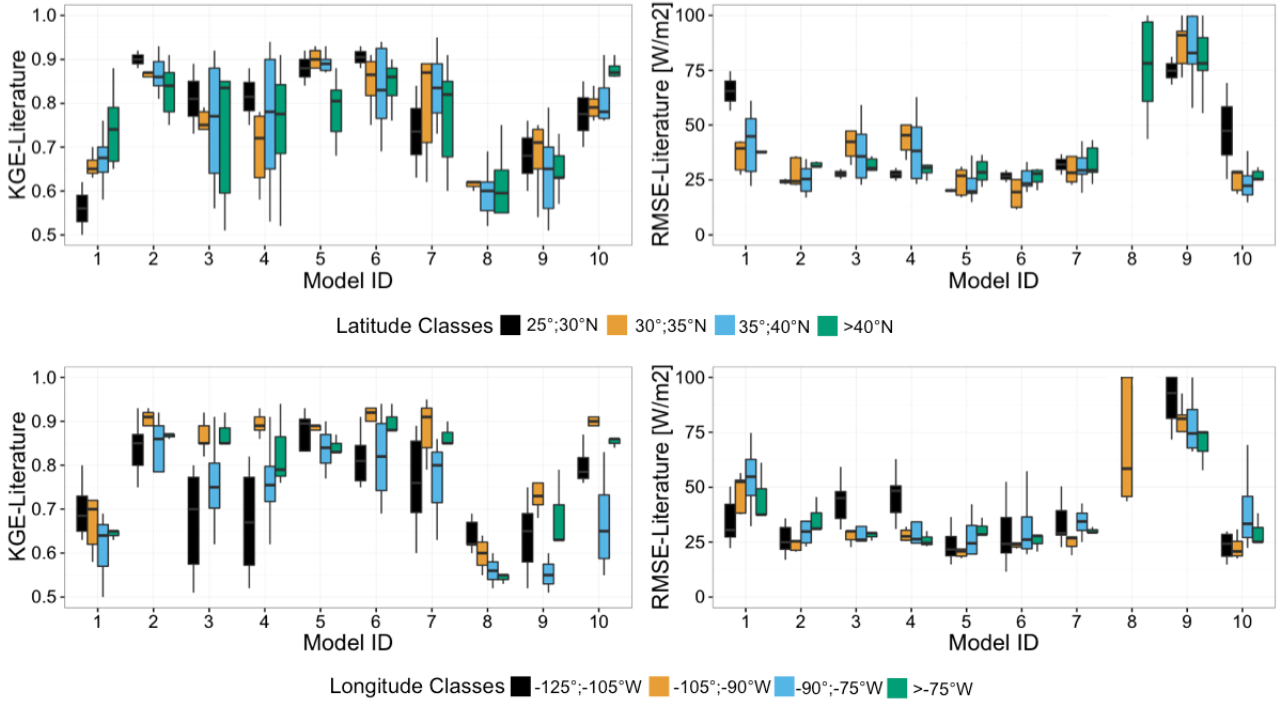 KGE-Literature
1.0
0.9
0.8
0.7
0.6
0.5
1 2 3 4 5 6 7 8 9 10
Model ID
RMSE-Literature [W/m2]
100
75
50
25
0
1 2 3 4 5 6 7 8 9 10
Model ID
Latitude Classes 25°;30°N 30°;35°N 35°;40°N >40°N
KGE-Literature
1.0
0.9
0.8
0.7
0.6
0.5
1 2 3 4 5 6 7 8 9 10
Model ID
RMSE-Literature [W/m2]
100
75
50
25
0
1 2 3 4 5 6 7 8 9 10
Model ID
Longitude Classes -125°;-105°W -105°;-90°W -90°;-75°W >-75°W